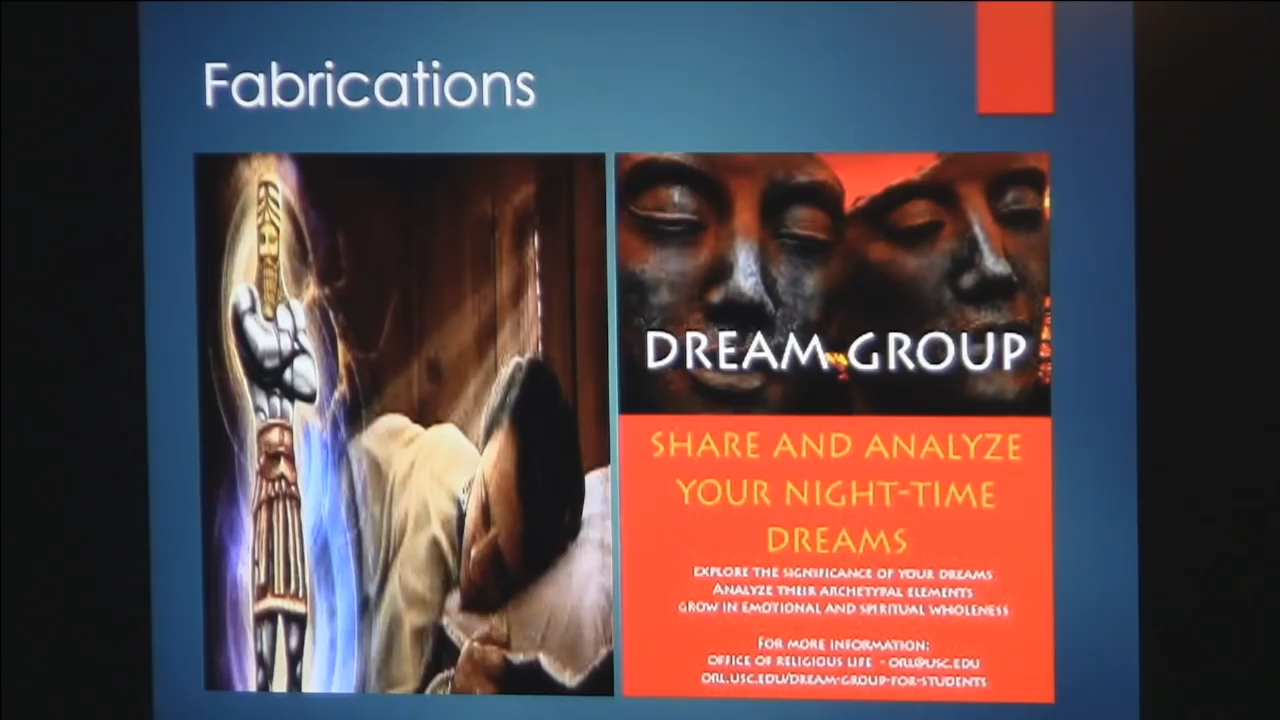 Fabrications
DREAM GROUP
SHARE AND ANALYZE
YOUR NIGHT-TIME
DREAMS
EXPLORE THE SIGNIFICANCE OF YOUR DREAMS
ANALYZE THEIR ARCHETYPAL ELEMENTS
GROW IN EMOTIONAL AND SPIRITUAL WHOLENESS
FOR MORE INFORMATION:
OFFICE OF RELIGIOUS LIFE - ORL@USC.EDU
ORL.USC.EDU/DREAM-GROUP-FOR-STUDENTS